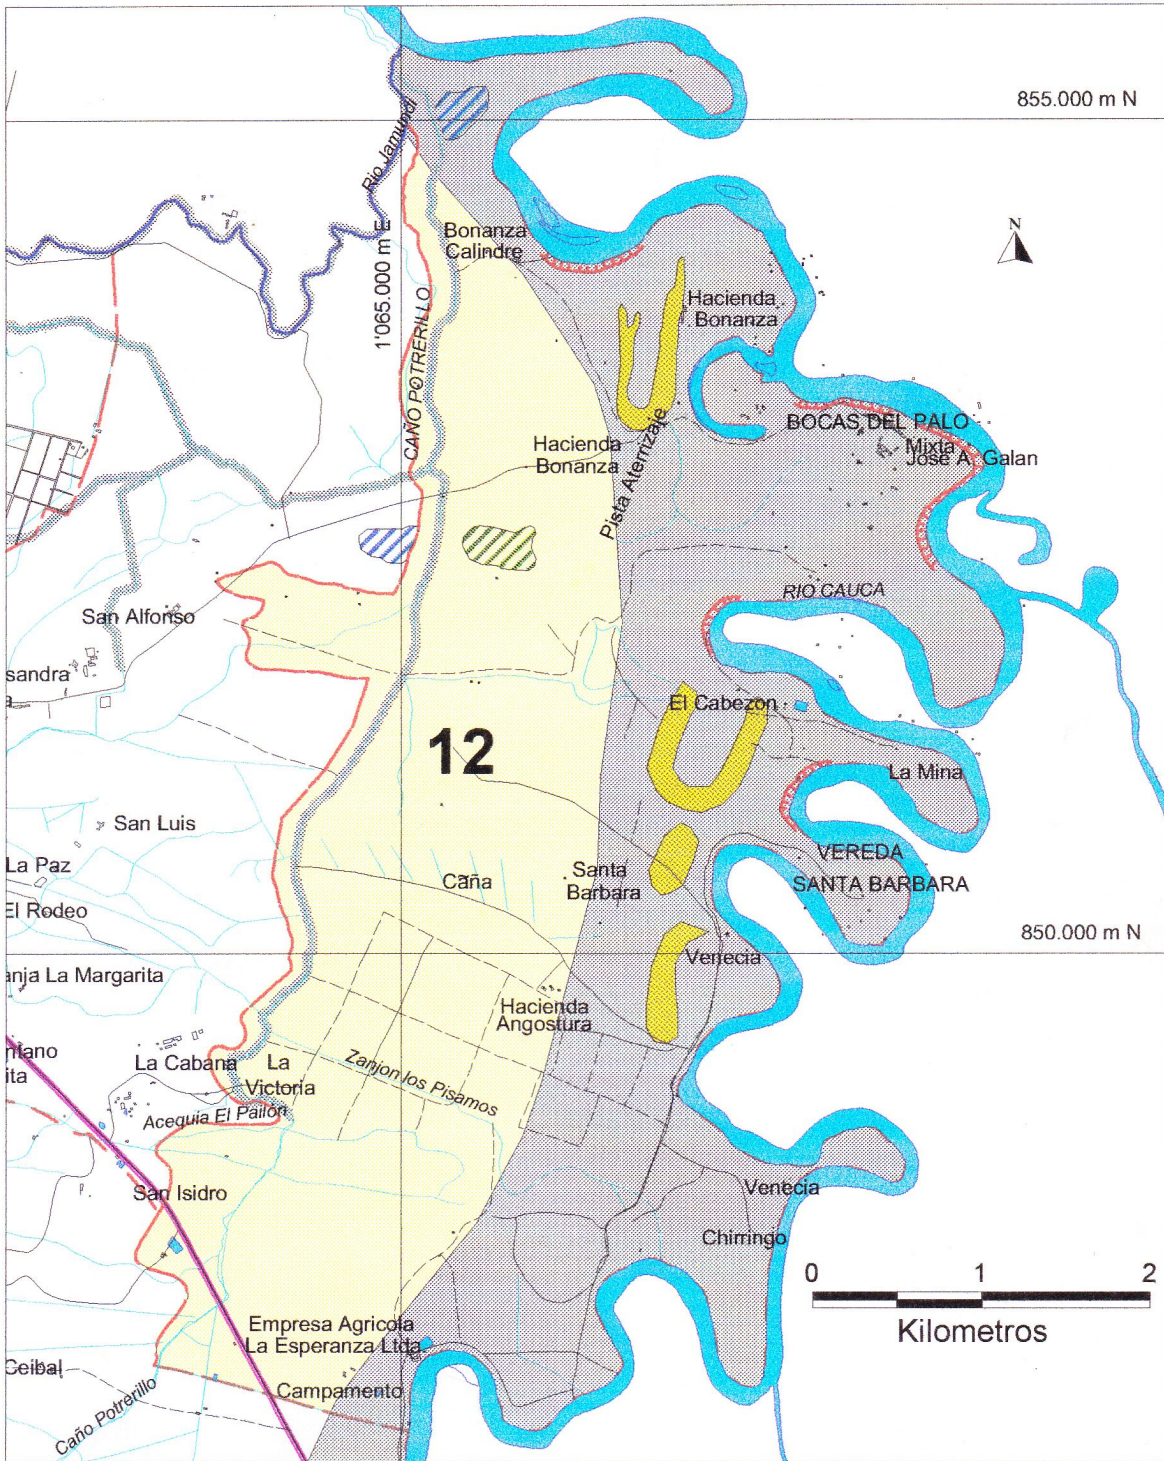 855.000 m N
Rio Jamundi
1'065.000 m E
Bonanza
Calindre
CAÑO POTRERILLO
Hacienda
Bonanza
BOCAS DEL PALO
Mixta
Jose A. Galan
Hacienda
Bonanza
Pista Aterrizaje
RIO CAUCA
San Alfonso
sandra
a
El Cabezon
12
La Mina
San Luis
VEREDA
SANTA BARBARA
La Paz
Santa
Barbara
Caña
El Rodeo
850.000 m N
Venecia
anja La Margarita
Hacienda
Angostura
ita
La Cabana
La
Victoria
Zanjon los Pisamos
Acequia El Pailón
San Isidro
Venecia
Chirringo
0 1 2
Kilometros
Empresa Agricola
La Esperanza Ltda.
Ceibal
Campamento
Caño Potrerillo
N